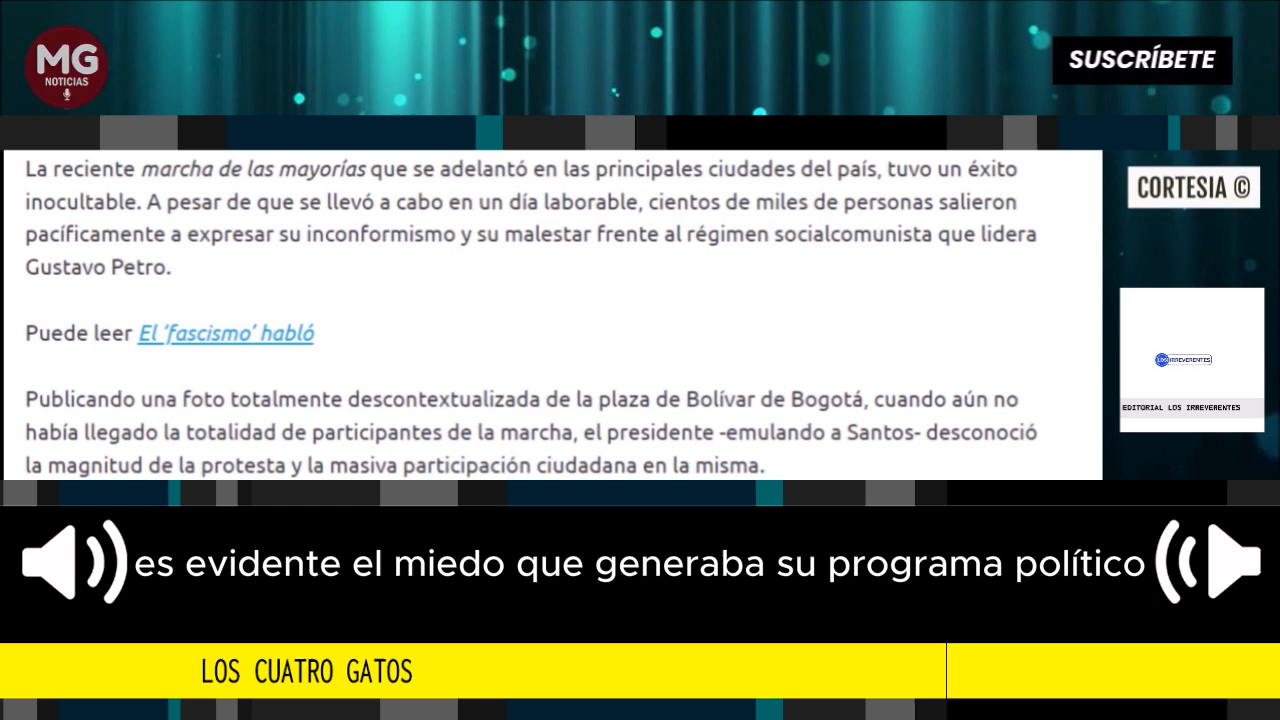 MG
NOTICIAS
SUSCRÍBETE
La reciente marcha de las mayorías que se adelantó en las principales ciudades del país, tuvo un éxito
inocultable. A pesar de que se llevó a cabo en un día laborable, cientos de miles de personas salieron
pacíficamente a expresar su inconformismo y su malestar frente al régimen socialcomunista que lidera
Gustavo Petro.
Puede leer El ‘fascismo’ habló
Publicando una foto totalmente descontextualizada de la plaza de Bolívar de Bogotá, cuando aún no
había llegado la totalidad de participantes de la marcha, el presidente -emulando a Santos- desconoció
la magnitud de la protesta y la masiva participación ciudadana en la misma.
CORTESIA ©
LOS IRREVERENTES
EDITORIAL LOS IRREVERENTES
es evidente el miedo que generaba su programa político
LOS CUATRO GATOS